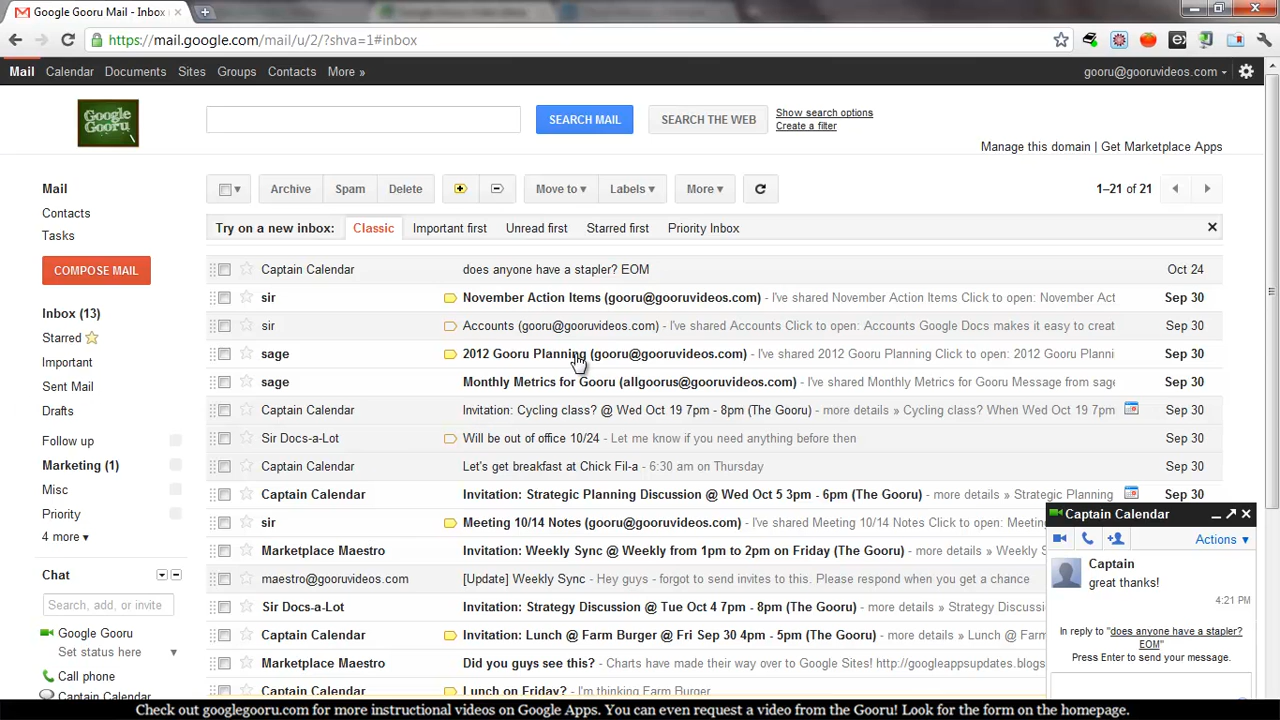 Google Gooru Mail - Inbox
https://mail.google.com/mail/u/2/?shva=1#inbox
Mail Calendar Documents Sites Groups Contacts More »
gooru@gooruvideos.com
Google Gooru
SEARCH MAIL
SEARCH THE WEB
Show search options
Create a filter
Manage this domain | Get Marketplace Apps
Mail
Contacts
Tasks
COMPOSE MAIL
Inbox (13)
Starred
Important
Sent Mail
Drafts
Follow up
Marketing (1)
Misc
Priority
4 more
Chat
Search, add, or invite
Google Gooru
Set status here
Call phone
Captain Calendar
Archive Spam Delete Move to Labels More 1–21 of 21
Try on a new inbox: Classic Important first Unread first Starred first Priority Inbox
Captain Calendar does anyone have a stapler? EOM Oct 24
sir November Action Items (gooru@gooruvideos.com) - I've shared November Action Items Click to open: November Act Sep 30
sir Accounts (gooru@gooruvideos.com) - I've shared Accounts Click to open: Accounts Google Docs makes it easy to creat Sep 30
sage 2012 Gooru Planning (gooru@gooruvideos.com) - I've shared 2012 Gooru Planning Click to open: 2012 Gooru Planni Sep 30
sage Monthly Metrics for Gooru (allgoorus@gooruvideos.com) - I've shared Monthly Metrics for Gooru Message from sage Sep 30
Captain Calendar Invitation: Cycling class? @ Wed Oct 19 7pm - 8pm (The Gooru) - more details » Cycling class? When Wed Oct 19 7pm Sep 30
Sir Docs-a-Lot Will be out of office 10/24 - Let me know if you need anything before then Sep 30
Captain Calendar Let's get breakfast at Chick Fil-a - 6:30 am on Thursday Sep 30
Captain Calendar Invitation: Strategic Planning Discussion @ Wed Oct 5 3pm - 6pm (The Gooru) - more details » Strategic Planning Sep 30
sir Meeting 10/14 Notes (gooru@gooruvideos.com) - I've shared Meeting 10/14 Notes Click to open: Meeting
Marketplace Maestro Invitation: Weekly Sync @ Weekly from 1pm to 2pm on Friday (The Gooru) - more details » Weekly Sync
maestro@gooruvideos.com [Update] Weekly Sync - Hey guys - forgot to send invites to this. Please respond when you get a chance
Sir Docs-a-Lot Invitation: Strategy Discussion @ Tue Oct 4 7pm - 8pm (The Gooru) - more details » Strategy Discussion
Captain Calendar Invitation: Lunch @ Farm Burger @ Fri Sep 30 4pm - 5pm (The Gooru) - more details » Lunch @ Farm
Marketplace Maestro Did you guys see this? - Charts have made their way over to Google Sites! http://googleappsupdates.blogs
Captain Calendar Lunch on Friday? - I'm thinking Farm Burger
Captain Calendar
Actions
Captain
great thanks!
4:21 PM
In reply to "does anyone have a stapler?
EOM"
Press Enter to send your message.
Check out googlegooru.com for more instructional videos on Google Apps. You can even request a video from the Gooru! Look for the form on the homepage.